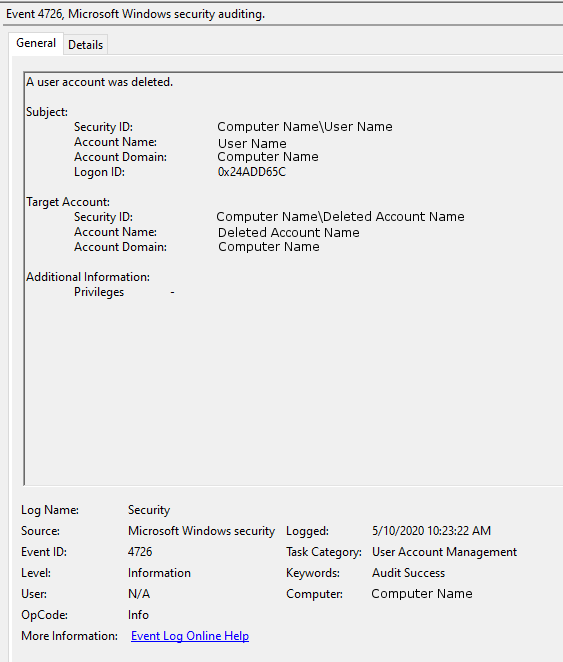 Event 4726, Microsoft Windows security auditing.
General Details
A user account was deleted.
Subject:
Security ID: Computer Name\User Name
Account Name: User Name
Account Domain: Computer Name
Logon ID: 0x24ADD65C
Target Account:
Security ID: Computer Name\Deleted Account Name
Account Name: Deleted Account Name
Account Domain: Computer Name
Additional Information:
Privileges -
Log Name: Security
Source: Microsoft Windows security Logged: 5/10/2020 10:23:22 AM
Event ID: 4726 Task Category: User Account Management
Level: Information Keywords: Audit Success
User: N/A Computer: Computer Name
OpCode: Info
More Information: Event Log Online Help